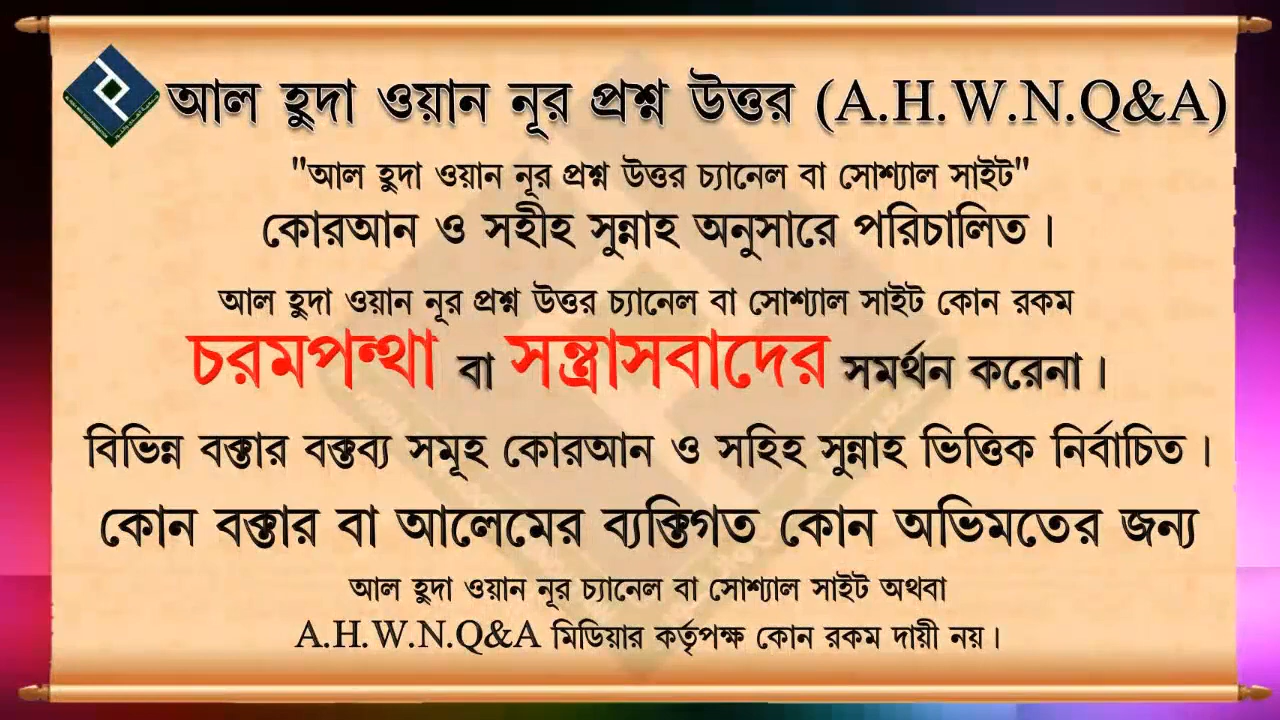 আল হুদা ওয়ান নূর প্রশ্ন উত্তর (A.H.W.N.Q&A)
"আল হুদা ওয়ান নূর প্রশ্ন উত্তর চ্যানেল বা সোশ্যাল সাইট"
কোরআন ও সহীহ সুন্নাহ অনুসারে পরিচালিত।
আল হুদা ওয়ান নূর প্রশ্ন উত্তর চ্যানেল বা সোশ্যাল সাইট কোন রকম
চরমপন্থা বা সন্ত্রাসবাদের সমর্থন করেনা।
বিভিন্ন বক্তার বক্তব্য সমূহ কোরআন ও সহিহ সুন্নাহ ভিত্তিক নির্বাচিত।
কোন বক্তার বা আলেমের ব্যক্তিগত কোন অভিমতের জন্য
আল হুদা ওয়ান নূর চ্যানেল বা সোশ্যাল সাইট অথবা
A.H.W.N.Q&A মিডিয়ার কর্তৃপক্ষ কোন রকম দায়ী নয়।